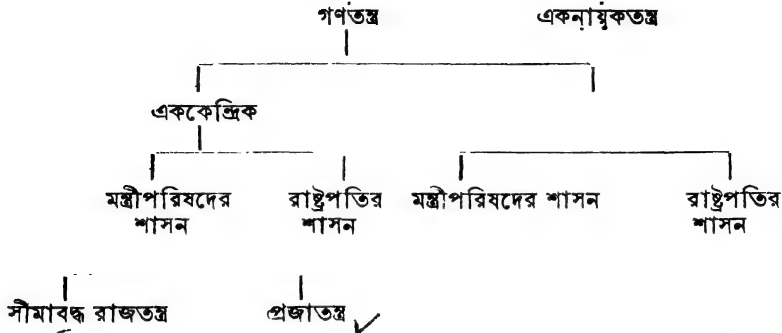 গণতন্ত্র একনায়কতন্ত্র
এককেন্দ্রিক
মন্ত্রীপরিষদের রাষ্ট্রপতির মন্ত্রীপরিষদের শাসন রাষ্ট্রপতির
শাসন শাসন শাসন
সীমাবদ্ধ রাজতন্ত্র প্রজাতন্ত্র